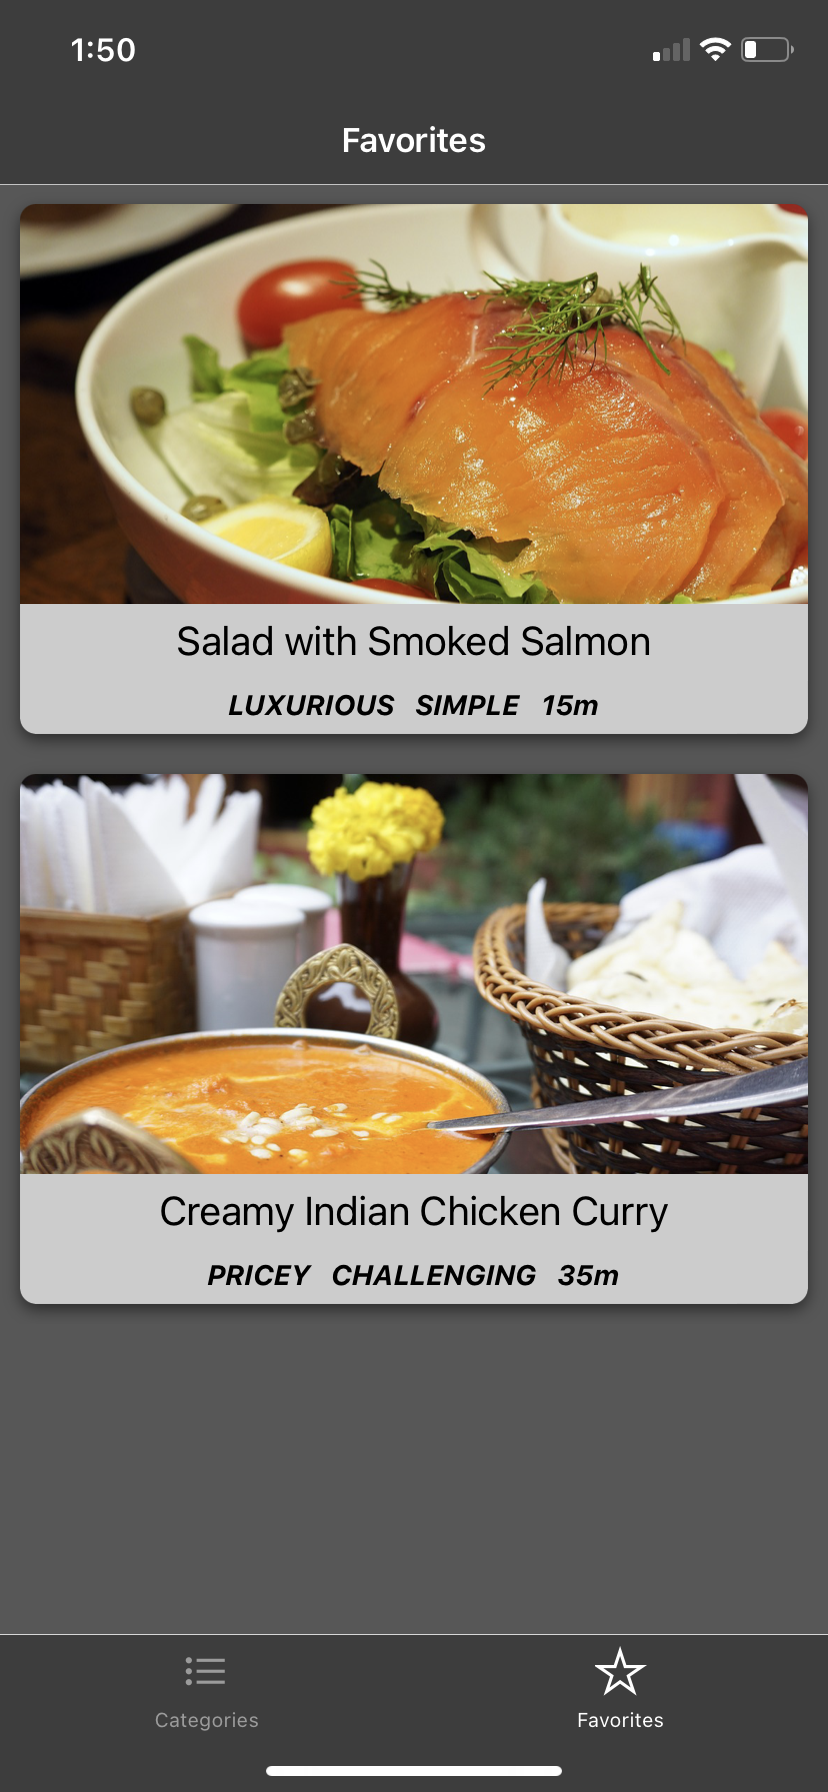 1:50
Favorites
Salad with Smoked Salmon
LUXURIOUS SIMPLE 15m
Creamy Indian Chicken Curry
PRICEY CHALLENGING 35m
Categories Favorites